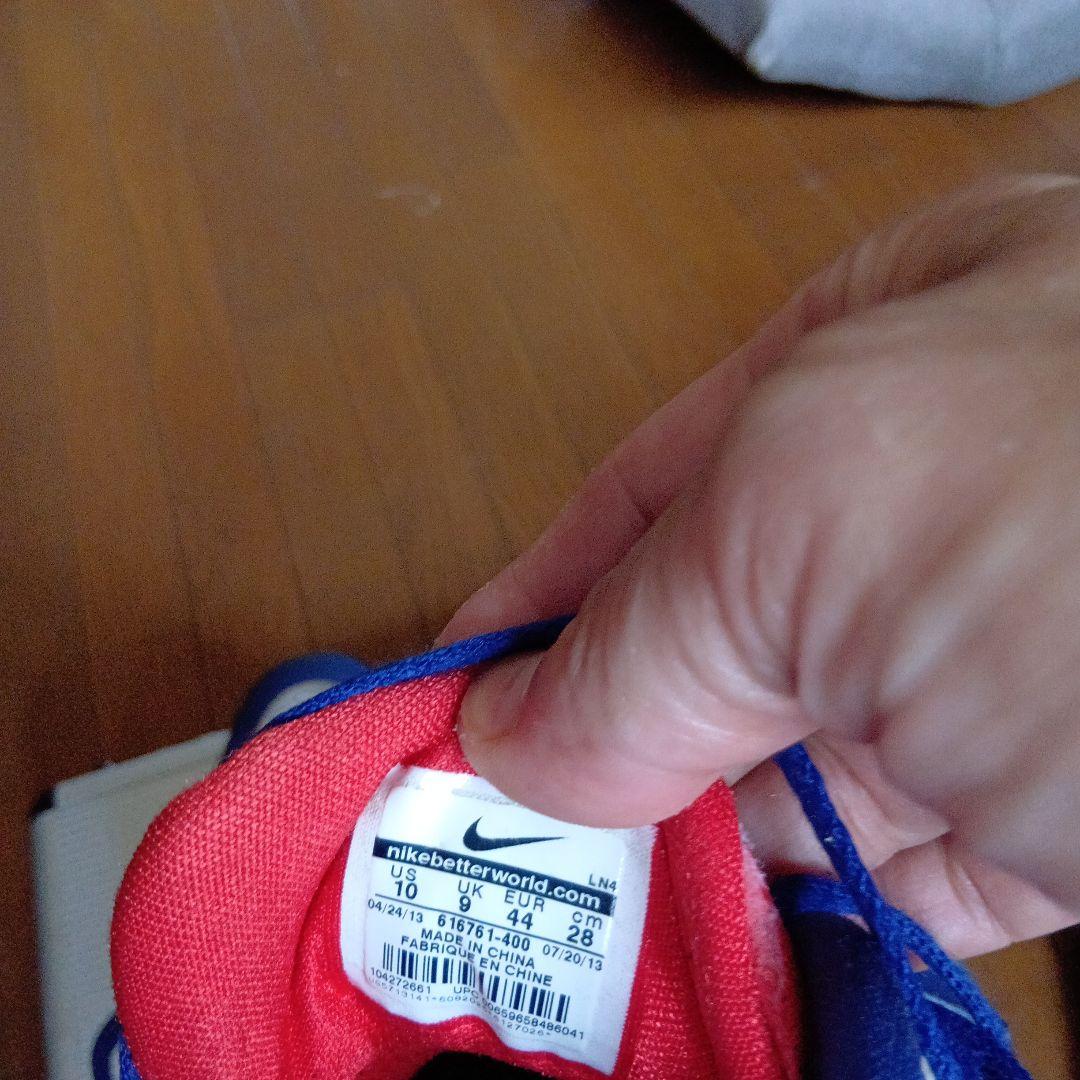 nikebetterworld.com
LN4
US UK EUR cm
10 9 44 28
04/24/13 616761-400 07/20/13
MADE IN CHINA
FABRIQUE EN CHINE
104272661 UPC